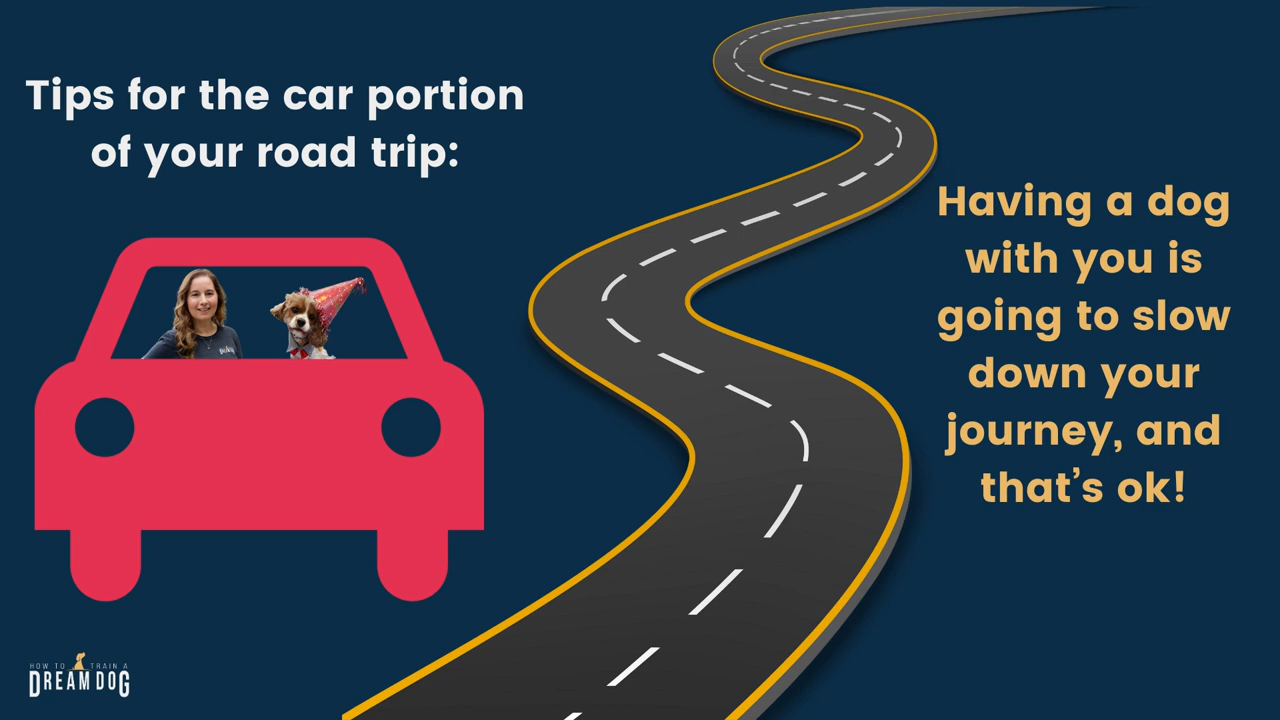 Tips for the car portion
of your road trip:
Having a dog
with you is
going to slow
down your
journey, and
that's ok!
HOW TO TRAIN A
DREAM DOG